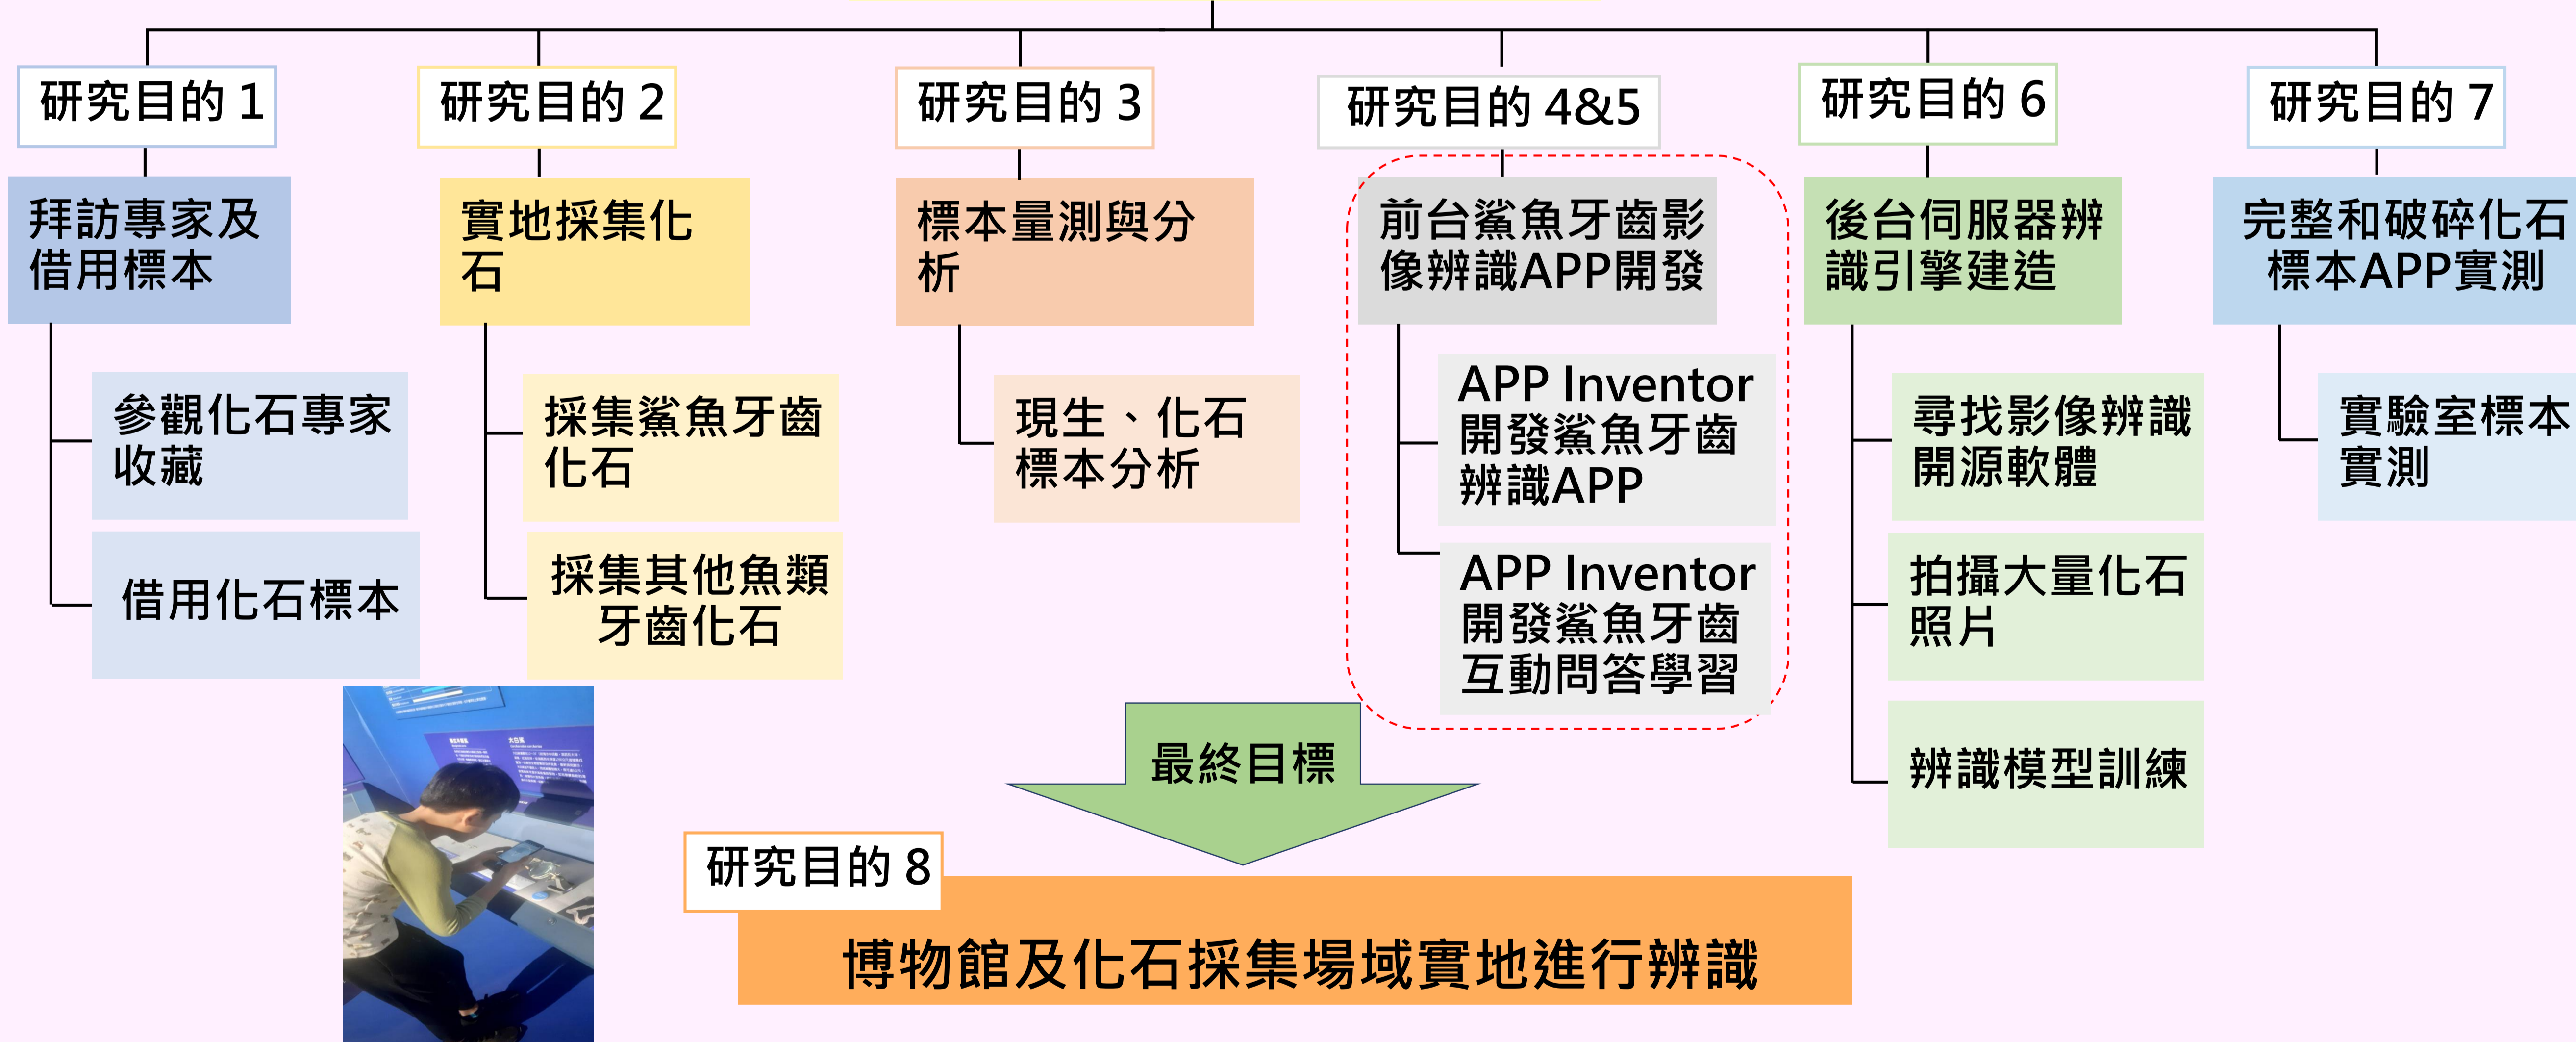 研究目的 1
拜訪專家及
借用標本
參觀化石專家
收藏
借用化石標本
研究目的 2
實地採集化
石
採集鯊魚牙齒
化石
採集其他魚類
牙齒化石
研究目的 3
標本量測與分
析
現生、化石
標本分析
研究目的 4&5
前台鯊魚牙齒影
像辨識APP開發
APP Inventor
開發鯊魚牙齒
辨識APP
APP Inventor
開發鯊魚牙齒
互動問答學習
研究目的 6
後台伺服器辨
識引擎建造
尋找影像辨識
開源軟體
拍攝大量化石
照片
辨識模型訓練
研究目的 7
完整和破碎化石
標本APP實測
實驗室標本
實測
最終目標
研究目的 8
博物館及化石採集場域實地進行辨識
大白鯊